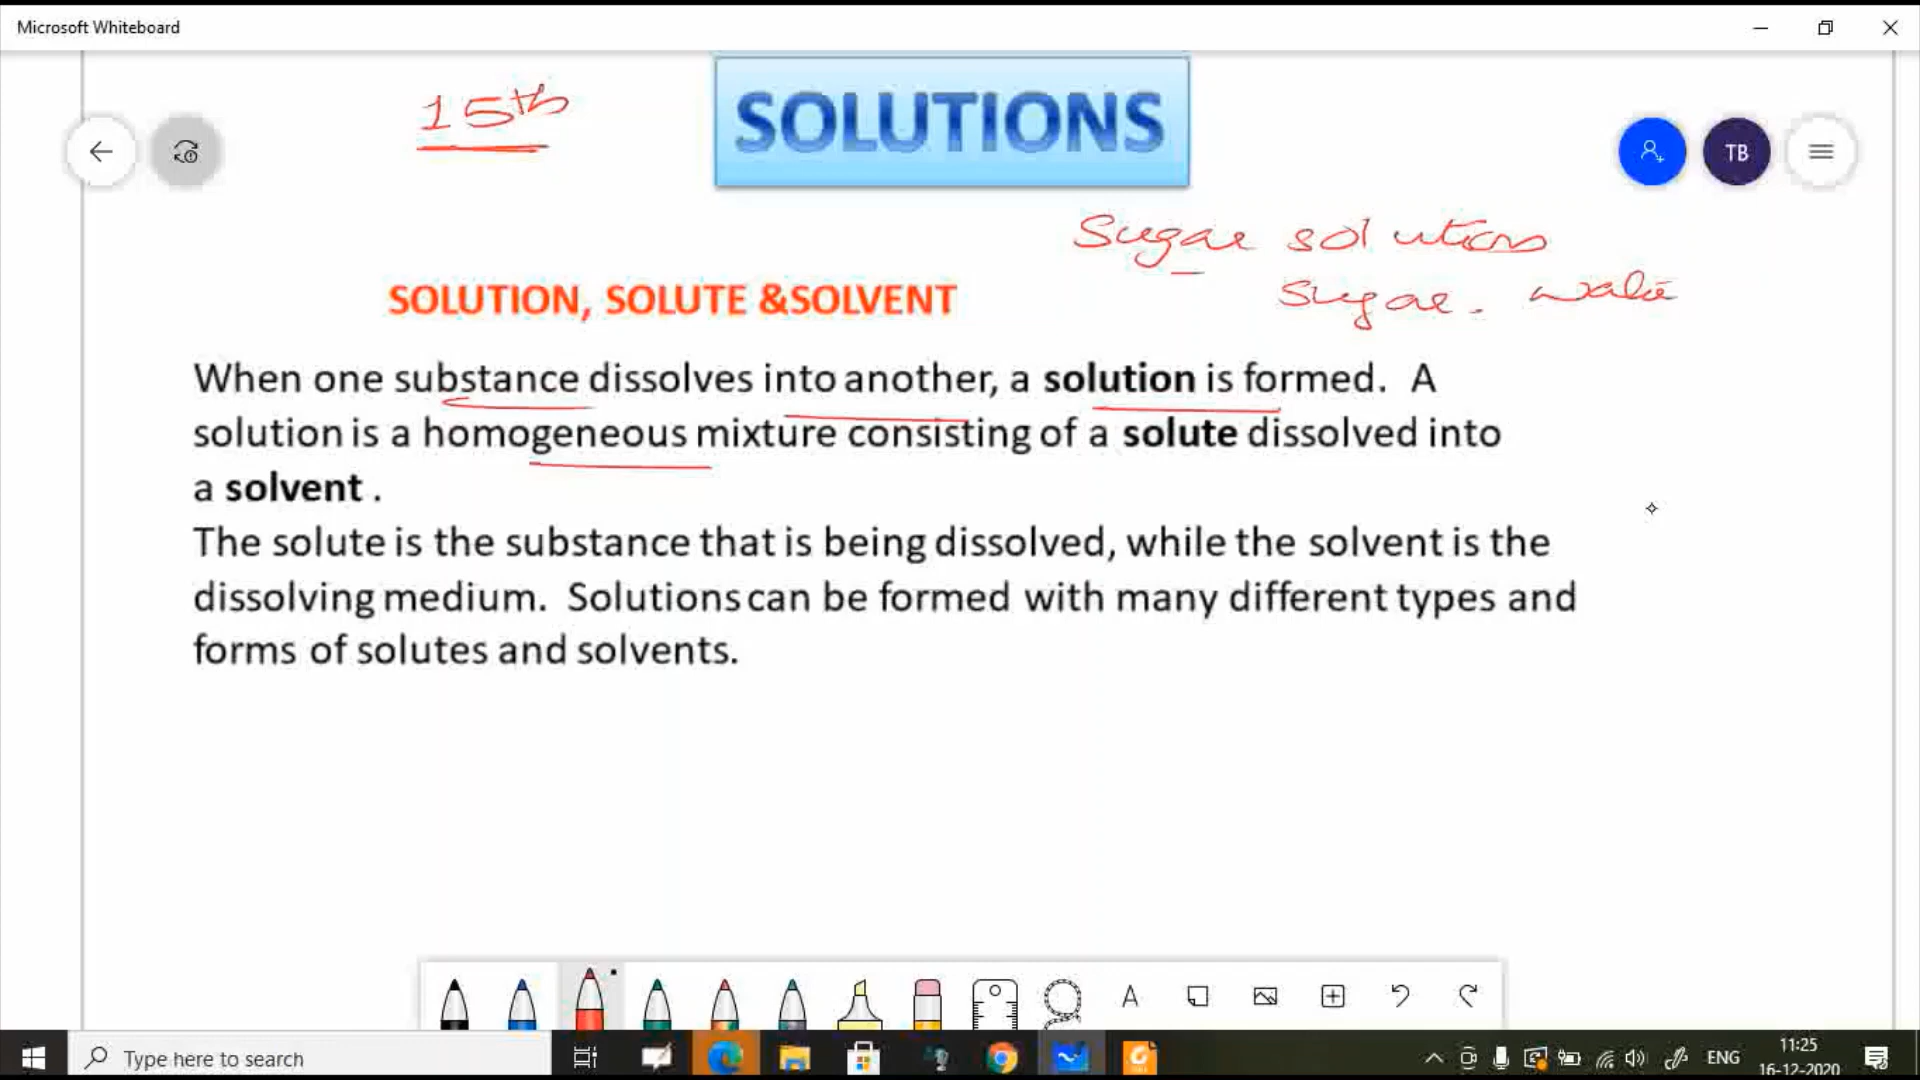 Microsoft Whiteboard
15th
SOLUTIONS
TB
Sugar solution
Sugar. water
SOLUTION, SOLUTE &SOLVENT
When one substance dissolves into another, a solution is formed. A
solution is a homogeneous mixture consisting of a solute dissolved into
a solvent .
The solute is the substance that is being dissolved, while the solvent is the
dissolving medium. Solutions can be formed with many different types and
forms of solutes and solvents.
A
Type here to search
ENG
11:25
16-12-2020